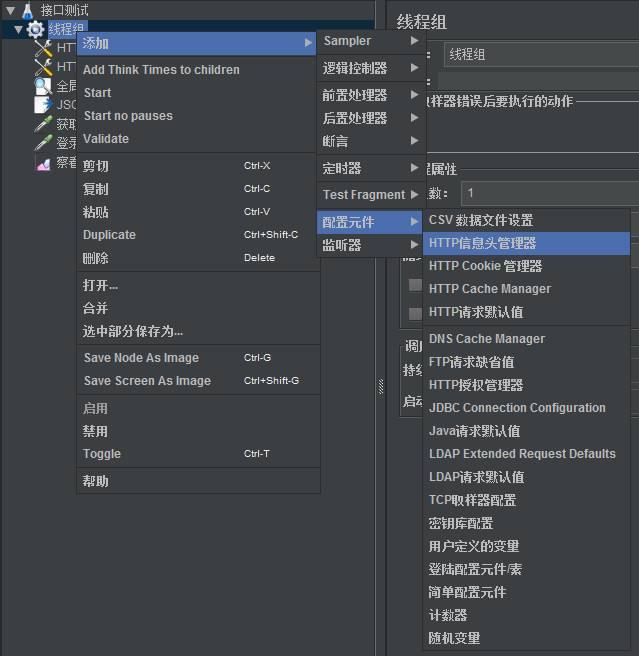 接口测试
线程组
HT
HT
全局
JSO
获取
登录
察看
添加
Add Think Times to children
Start
Start no pauses
Validate
剪切 Ctrl-X
复制 Ctrl-C
粘贴 Ctrl-V
Duplicate Ctrl+Shift-C
删除 Delete
打开...
合并
选中部分保存为...
Save Node As Image Ctrl-G
Save Screen As Image Ctrl+Shift-G
启用
禁用
Toggle Ctrl-T
帮助
Sampler
逻辑控制器
前置处理器
后置处理器
断言
定时器
Test Fragment
配置元件
监听器
CSV 数据文件设置
HTTP信息头管理器
HTTP Cookie 管理器
HTTP Cache Manager
HTTP请求默认值
DNS Cache Manager
FTP请求缺省值
HTTP授权管理器
JDBC Connection Configuration
Java请求默认值
LDAP Extended Request Defaults
LDAP请求默认值
TCP取样器配置
密钥库配置
用户定义的变量
登陆配置元件/素
简单配置元件
计数器
随机变量
线程组
线程组
取样器错误后要执行的动作
程属性
数： 1
调度
持续
启动